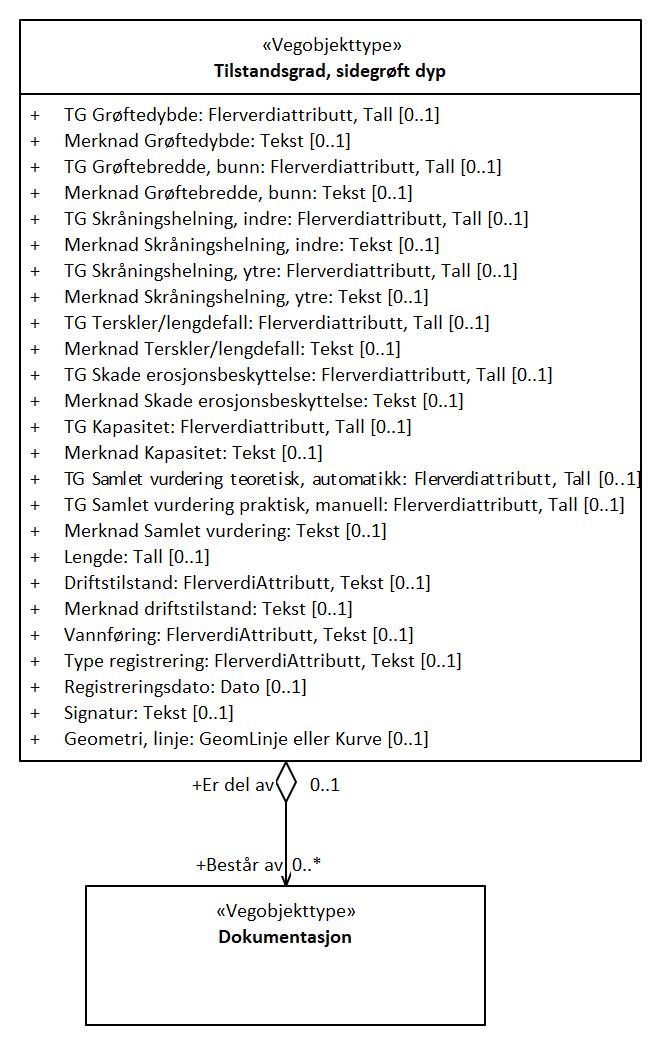 «Vegobjekttype»
Tilstandsgrad, sidegrøft dyp
+ TG Grøftedybde: Flerverdiattributt, Tall [0..1]
+ Merknad Grøftedybde: Tekst [0..1]
+ TG Grøftebredde, bunn: Flerverdiattributt, Tall [0..1]
+ Merknad Grøftebredde, bunn: Tekst [0..1]
+ TG Skråningshelning, indre: Flerverdiattributt, Tall [0..1]
+ Merknad Skråningshelning, indre: Tekst [0..1]
+ TG Skråningshelning, ytre: Flerverdiattributt, Tall [0..1]
+ Merknad Skråningshelning, ytre: Tekst [0..1]
+ TG Terskler/lengdefall: Flerverdiattributt, Tall [0..1]
+ Merknad Terskler/lengdefall: Tekst [0..1]
+ TG Skade erosjonsbeskyttelse: Flerverdiattributt, Tall [0..1]
+ Merknad Skade erosjonsbeskyttelse: Tekst [0..1]
+ TG Kapasitet: Flerverdiattributt, Tall [0..1]
+ Merknad Kapasitet: Tekst [0..1]
+ TG Samlet vurdering teoretisk, automatikk: Flerverdiattributt, Tall [0..1]
+ TG Samlet vurdering praktisk, manuell: Flerverdiattributt, Tall [0..1]
+ Merknad Samlet vurdering: Tekst [0..1]
+ Lengde: Tall [0..1]
+ Driftstilstand: FlerverdiAttributt, Tekst [0..1]
+ Merknad driftstilstand: Tekst [0..1]
+ Vannføring: FlerverdiAttributt, Tekst [0..1]
+ Type registrering: FlerverdiAttributt, Tekst [0..1]
+ Registreringsdato: Dato [0..1]
+ Signatur: Tekst [0..1]
+ Geometri, linje: GeomLinje eller Kurve [0..1]
+Er del av 0..1
+Består av 0..*
«Vegobjekttype»
Dokumentasjon